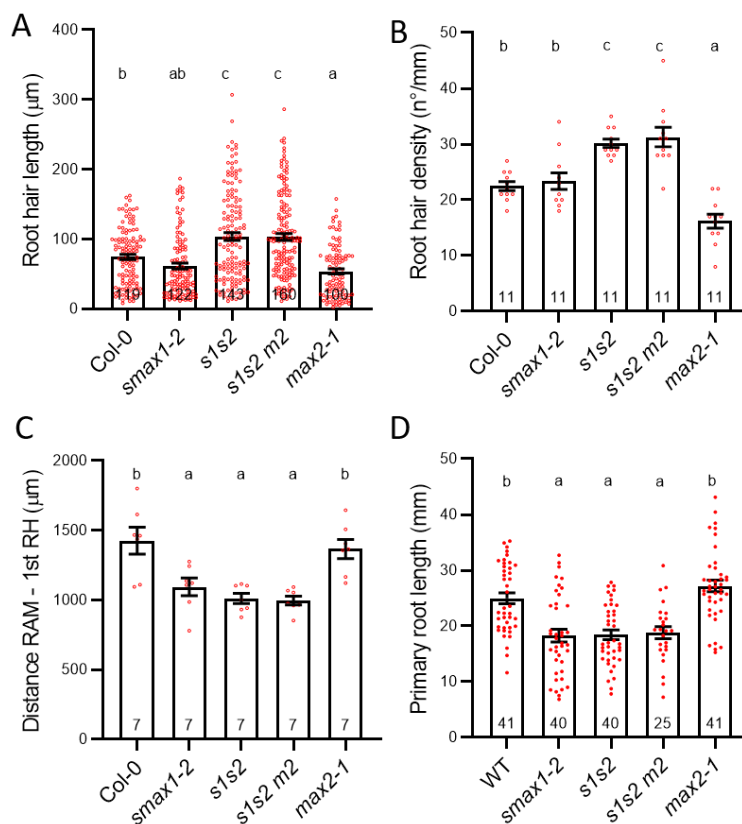 A
Root hair length (µm)
400
300
200
100
0
b ab c c a
119 122 143 160 100
Col-0 smax1-2 s1s2 s1s2 m2 max2-1
B
Root hair density (n°/mm)
50
40
30
20
10
0
b b c c a
11 11 11 11 11
Col-0 smax1-2 s1s2 s1s2 m2 max2-1
C
Distance RAM - 1st RH (µm)
2000
1500
1000
500
0
b a a a b
7 7 7 7 7
Col-0 smax1-2 s1s2 s1s2 m2 max2-1
D
Primary root length (mm)
50
40
30
20
10
0
b a a a b
41 40 40 25 41
WT smax1-2 s1s2 s1s2 m2 max2-1